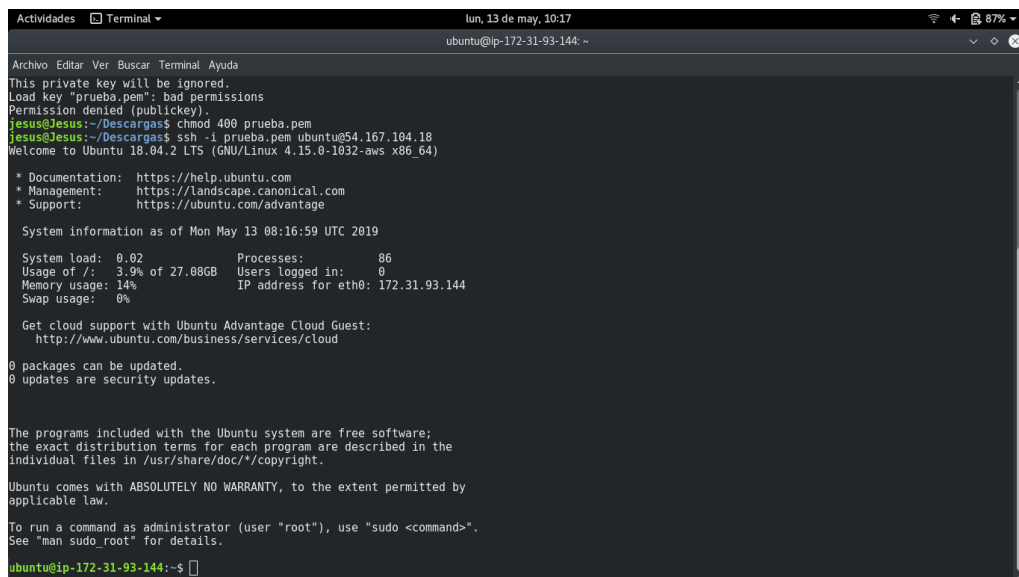 Actividades Terminal lun, 13 de may, 10:17 87%
ubuntu@ip-172-31-93-144: ~
Archivo Editar Ver Buscar Terminal Ayuda
This private key will be ignored.
Load key "prueba.pem": bad permissions
Permission denied (publickey).
jesus@Jesus:~/Descargas$ chmod 400 prueba.pem
jesus@Jesus:~/Descargas$ ssh -i prueba.pem ubuntu@54.167.104.18
Welcome to Ubuntu 18.04.2 LTS (GNU/Linux 4.15.0-1032-aws x86_64)
* Documentation: https://help.ubuntu.com
* Management: https://landscape.canonical.com
* Support: https://ubuntu.com/advantage
System information as of Mon May 13 08:16:59 UTC 2019
System load: 0.02 Processes: 86
Usage of /: 3.9% of 27.08GB Users logged in: 0
Memory usage: 14% IP address for eth0: 172.31.93.144
Swap usage: 0%
Get cloud support with Ubuntu Advantage Cloud Guest:
http://www.ubuntu.com/business/services/cloud
0 packages can be updated.
0 updates are security updates.
The programs included with the Ubuntu system are free software;
the exact distribution terms for each program are described in the
individual files in /usr/share/doc/*/copyright.
Ubuntu comes with ABSOLUTELY NO WARRANTY, to the extent permitted by
applicable law.
To run a command as administrator (user "root"), use "sudo <command>".
See "man sudo_root" for details.
ubuntu@ip-172-31-93-144:~$